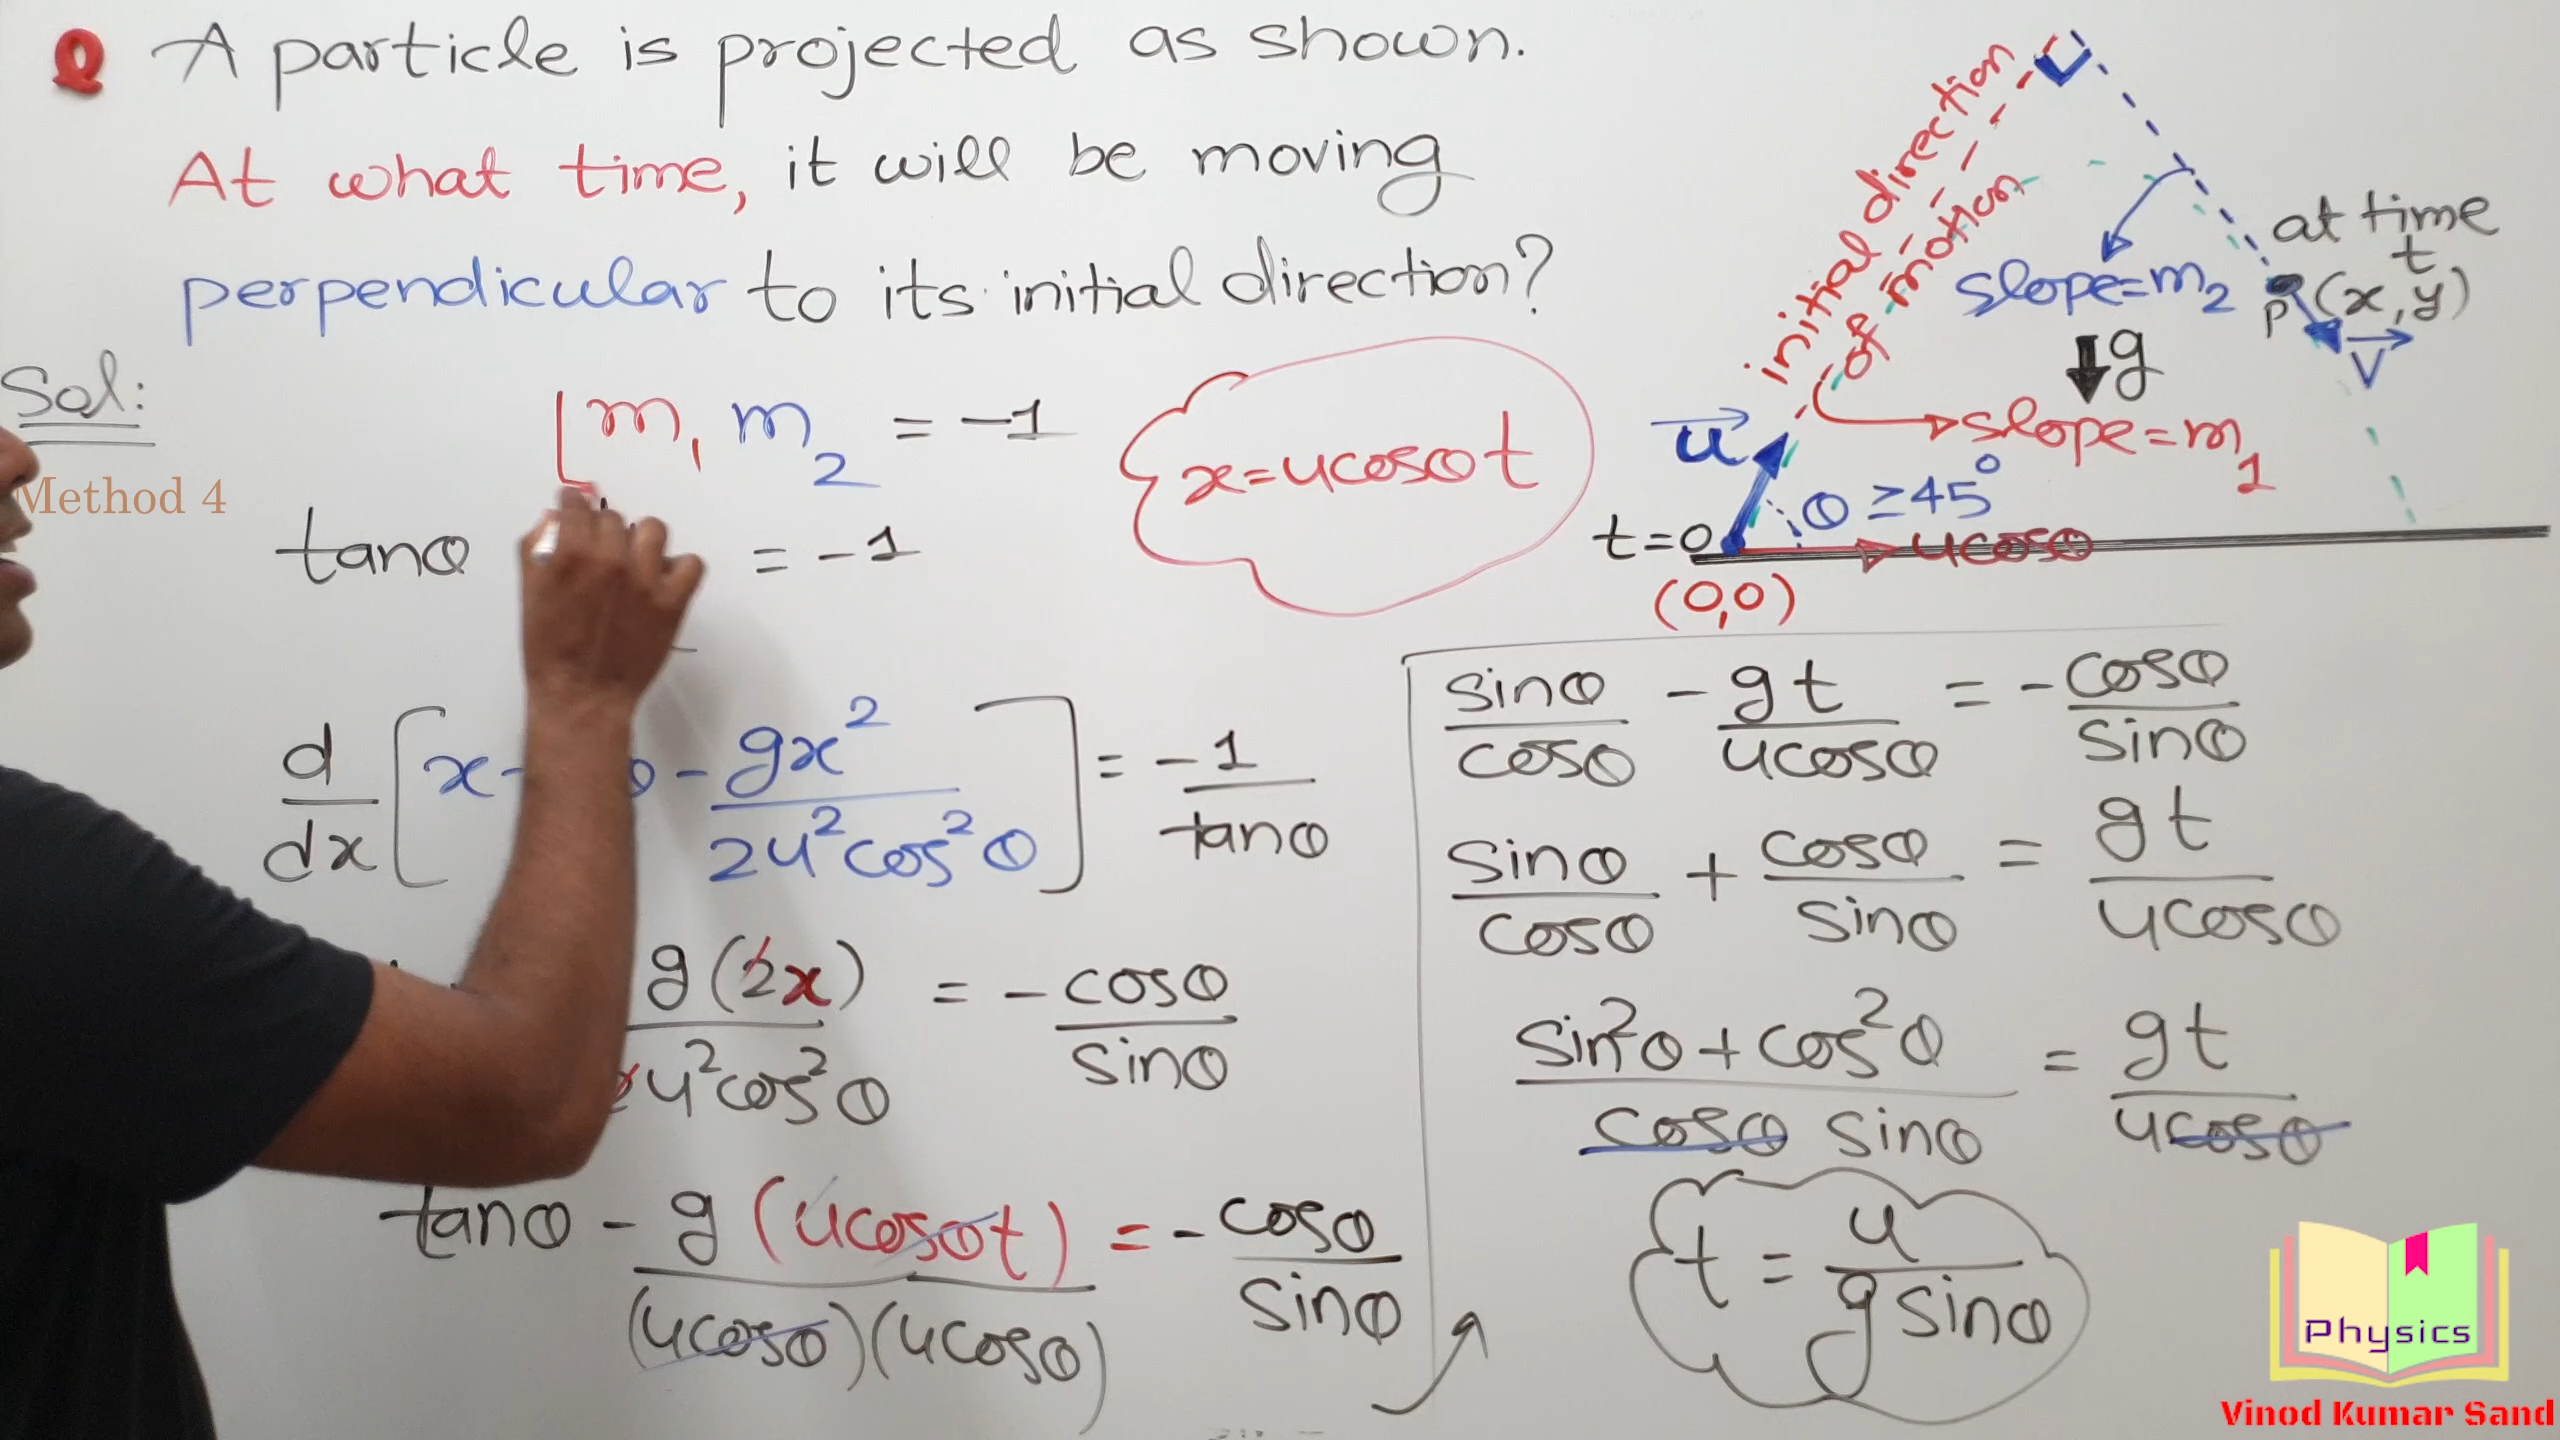 Q A particle is projected as shown.
At what time, it will be moving
perpendicular to its initial direction?
Sol:
Method 4
m₁ m₂ = -1
tanθ = -1
d/dx [x θ - gx²/2u²cos²θ] = -1/tanθ
g(2x)/2u²cos²θ = -cosθ/sinθ
tanθ - g(ucosθt)/(ucosθ)(ucosθ) = -cosθ/sinθ
x=ucosθt
initial direction
of motion
at time
t
P(x,y)
slope=m₂
g
V
slope=m₁
u
θ ≥45°
t=0
ucosθ
(0,0)
sinθ/cosθ - gt/ucosθ = -cosθ/sinθ
sinθ/cosθ + cosθ/sinθ = gt/ucosθ
sin²θ+cos²θ/cosθ sinθ = gt/ucosθ
t = u/g sinθ
Physics
Vinod Kumar Sand